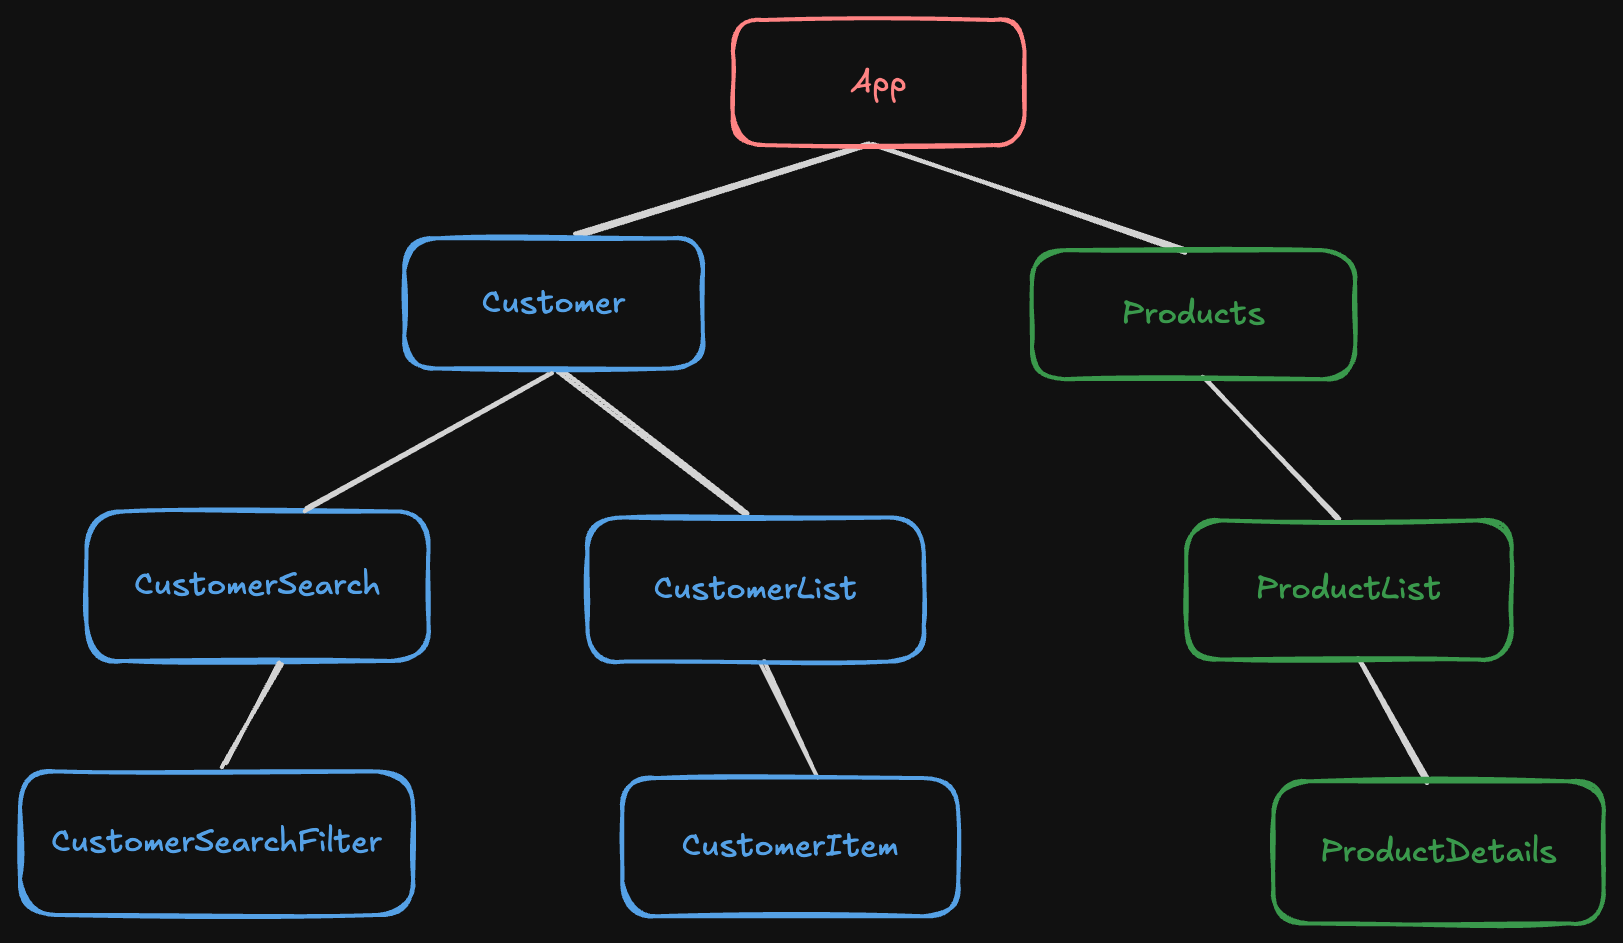 App
Customer
Products
CustomerSearch
CustomerList
ProductList
CustomerSearchFilter
CustomerItem
ProductDetails